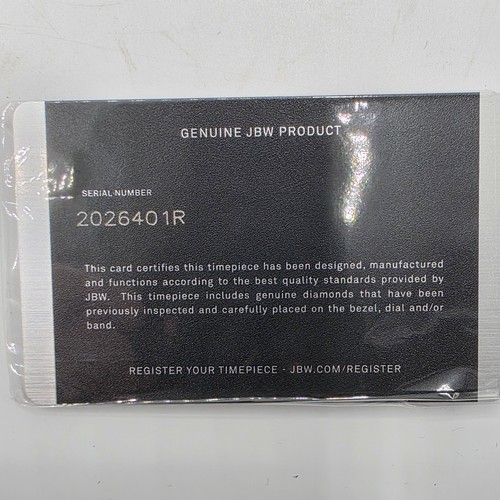 GENUINE JBW PRODUCT
SERIAL NUMBER
2026401R
This card certifies this timepiece has been designed, manufactured
and functions according to the best quality standards provided by
JBW. This timepiece includes genuine diamonds that have been
previously inspected and carefully placed on the bezel, dial and/or
band.
REGISTER YOUR TIMEPIECE - JBW.COM/REGISTER